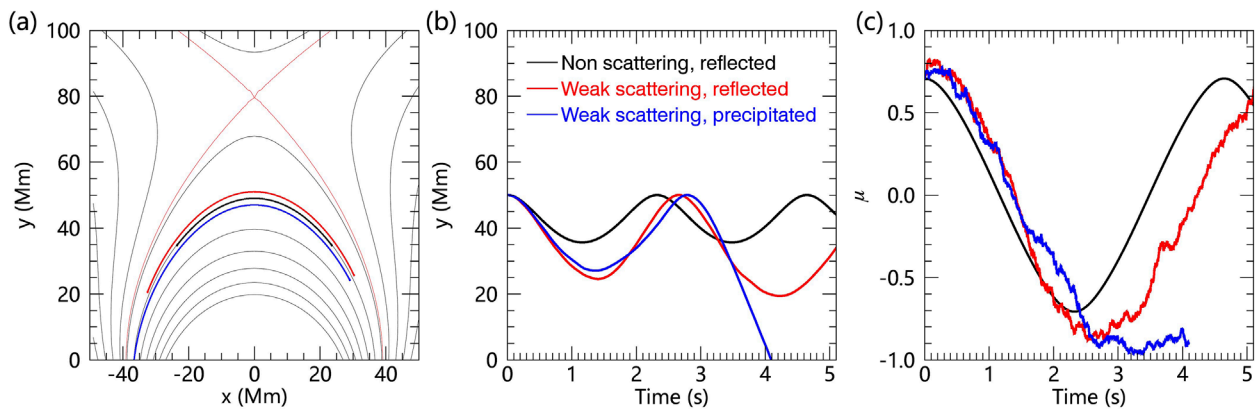 (a)
100
80
60
40
20
0
y (Mm)
-40 -20 0 20 40
x (Mm)
(b)
100
80
60
40
20
0
y (Mm)
Non scattering, reflected
Weak scattering, reflected
Weak scattering, precipitated
0 1 2 3 4 5
Time (s)
(c)
0.5
0.0
-0.5
-1.0
μ
0 1 2 3 4 5
Time (s)